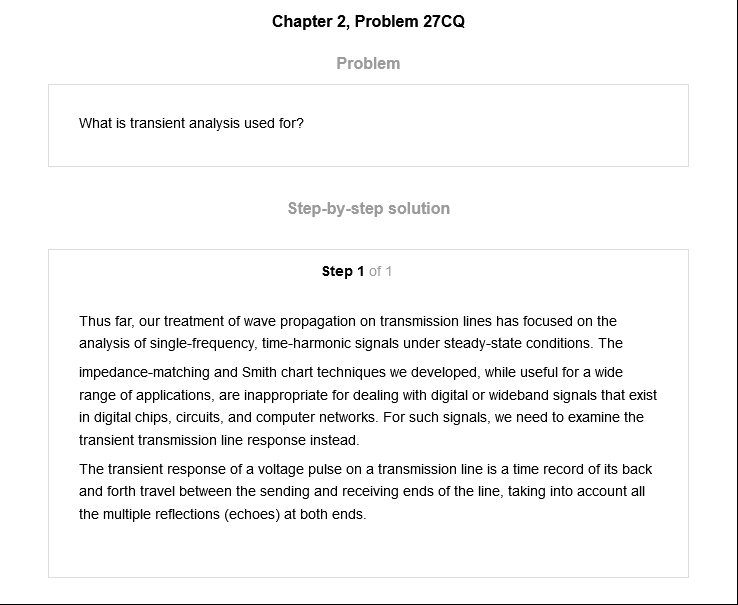 Chapter 2, Problem 27CQ
Problem
What is transient analysis used for?
Step-by-step solution
Step 1 of 1
Thus far, our treatment of wave propagation on transmission lines has focused on the
analysis of single-frequency, time-harmonic signals under steady-state conditions. The
impedance-matching and Smith chart techniques we developed, while useful for a wide
range of applications, are inappropriate for dealing with digital or wideband signals that exist
in digital chips, circuits, and computer networks. For such signals, we need to examine the
transient transmission line response instead.
The transient response of a voltage pulse on a transmission line is a time record of its back
and forth travel between the sending and receiving ends of the line, taking into account all
the multiple reflections (echoes) at both ends.